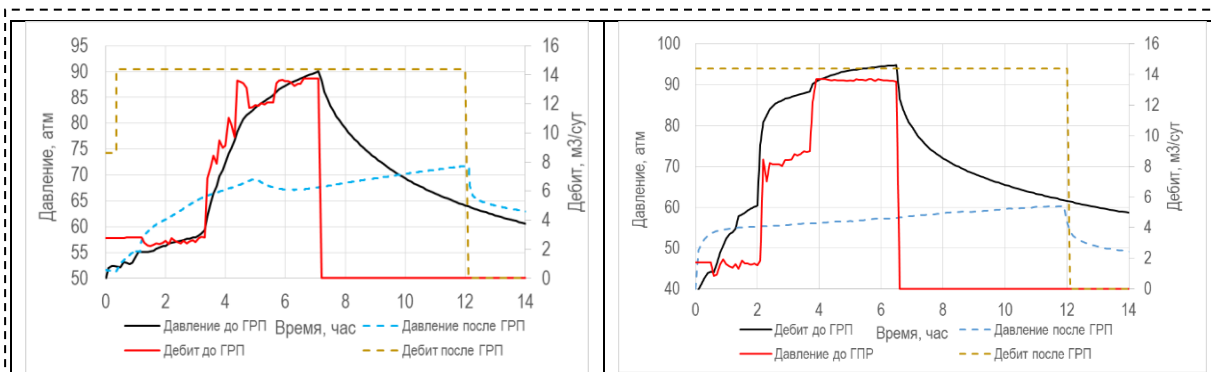 95
90
85
80
75
70
65
60
55
50
Давление, атм
16
14
12
10
8
6
4
2
0
Дебит, м3/сут
0 2 4 6 8 10 12 14
Время, час
Давление до ГРП
Давление после ГРП
Дебит до ГРП
Дебит после ГРП
100
90
80
70
60
50
40
Давление, атм
16
14
12
10
8
6
4
2
0
Дебит, м3/сут
0 2 4 6 8 10 12 14
Время, час
Дебит до ГРП
Давление после ГРП
Давление до ГПР
Дебит после ГРП